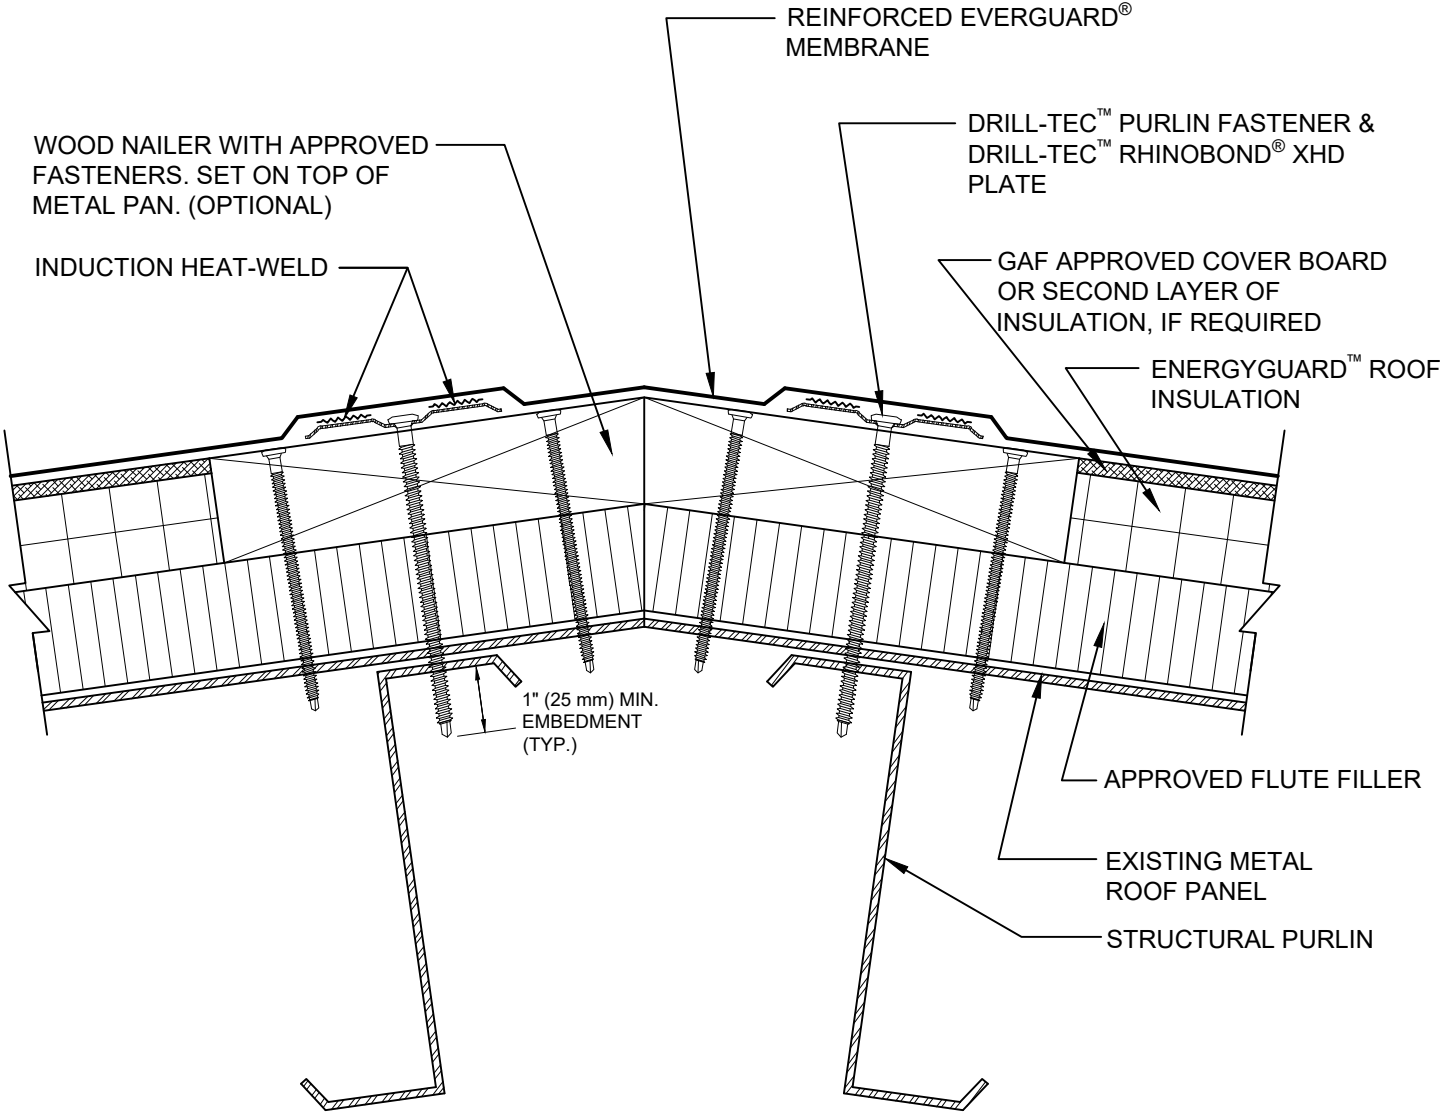 REINFORCED EVERGUARD®
MEMBRANE
WOOD NAILER WITH APPROVED
FASTENERS. SET ON TOP OF
METAL PAN. (OPTIONAL)
DRILL-TEC™ PURLIN FASTENER &
DRILL-TEC™ RHINOBOND® XHD
PLATE
INDUCTION HEAT-WELD
GAF APPROVED COVER BOARD
OR SECOND LAYER OF
INSULATION, IF REQUIRED
ENERGYGUARD™ ROOF
INSULATION
1" (25 mm) MIN.
EMBEDMENT
(TYP.)
APPROVED FLUTE FILLER
EXISTING METAL
ROOF PANEL
STRUCTURAL PURLIN